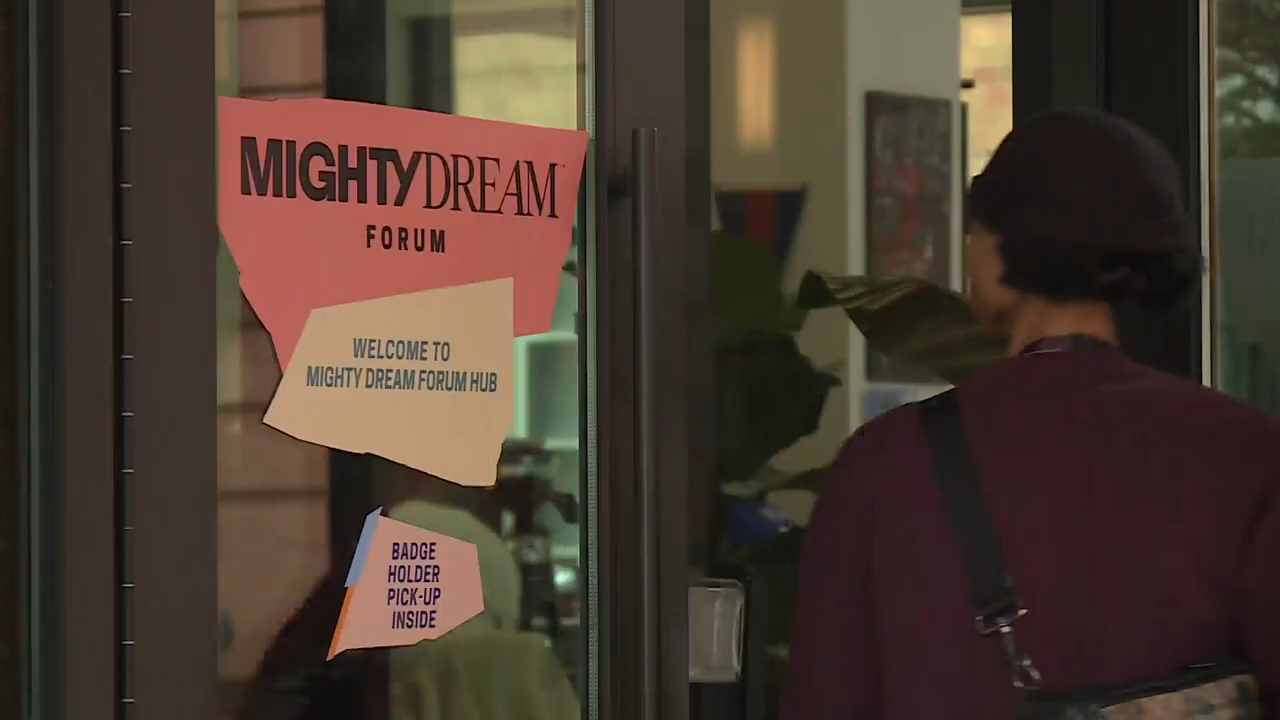 MIGHTYDREAM
FORUM
WELCOME TO
MIGHTY DREAM FORUM HUB
BADGE
HOLDER
PICK-UP
INSIDE